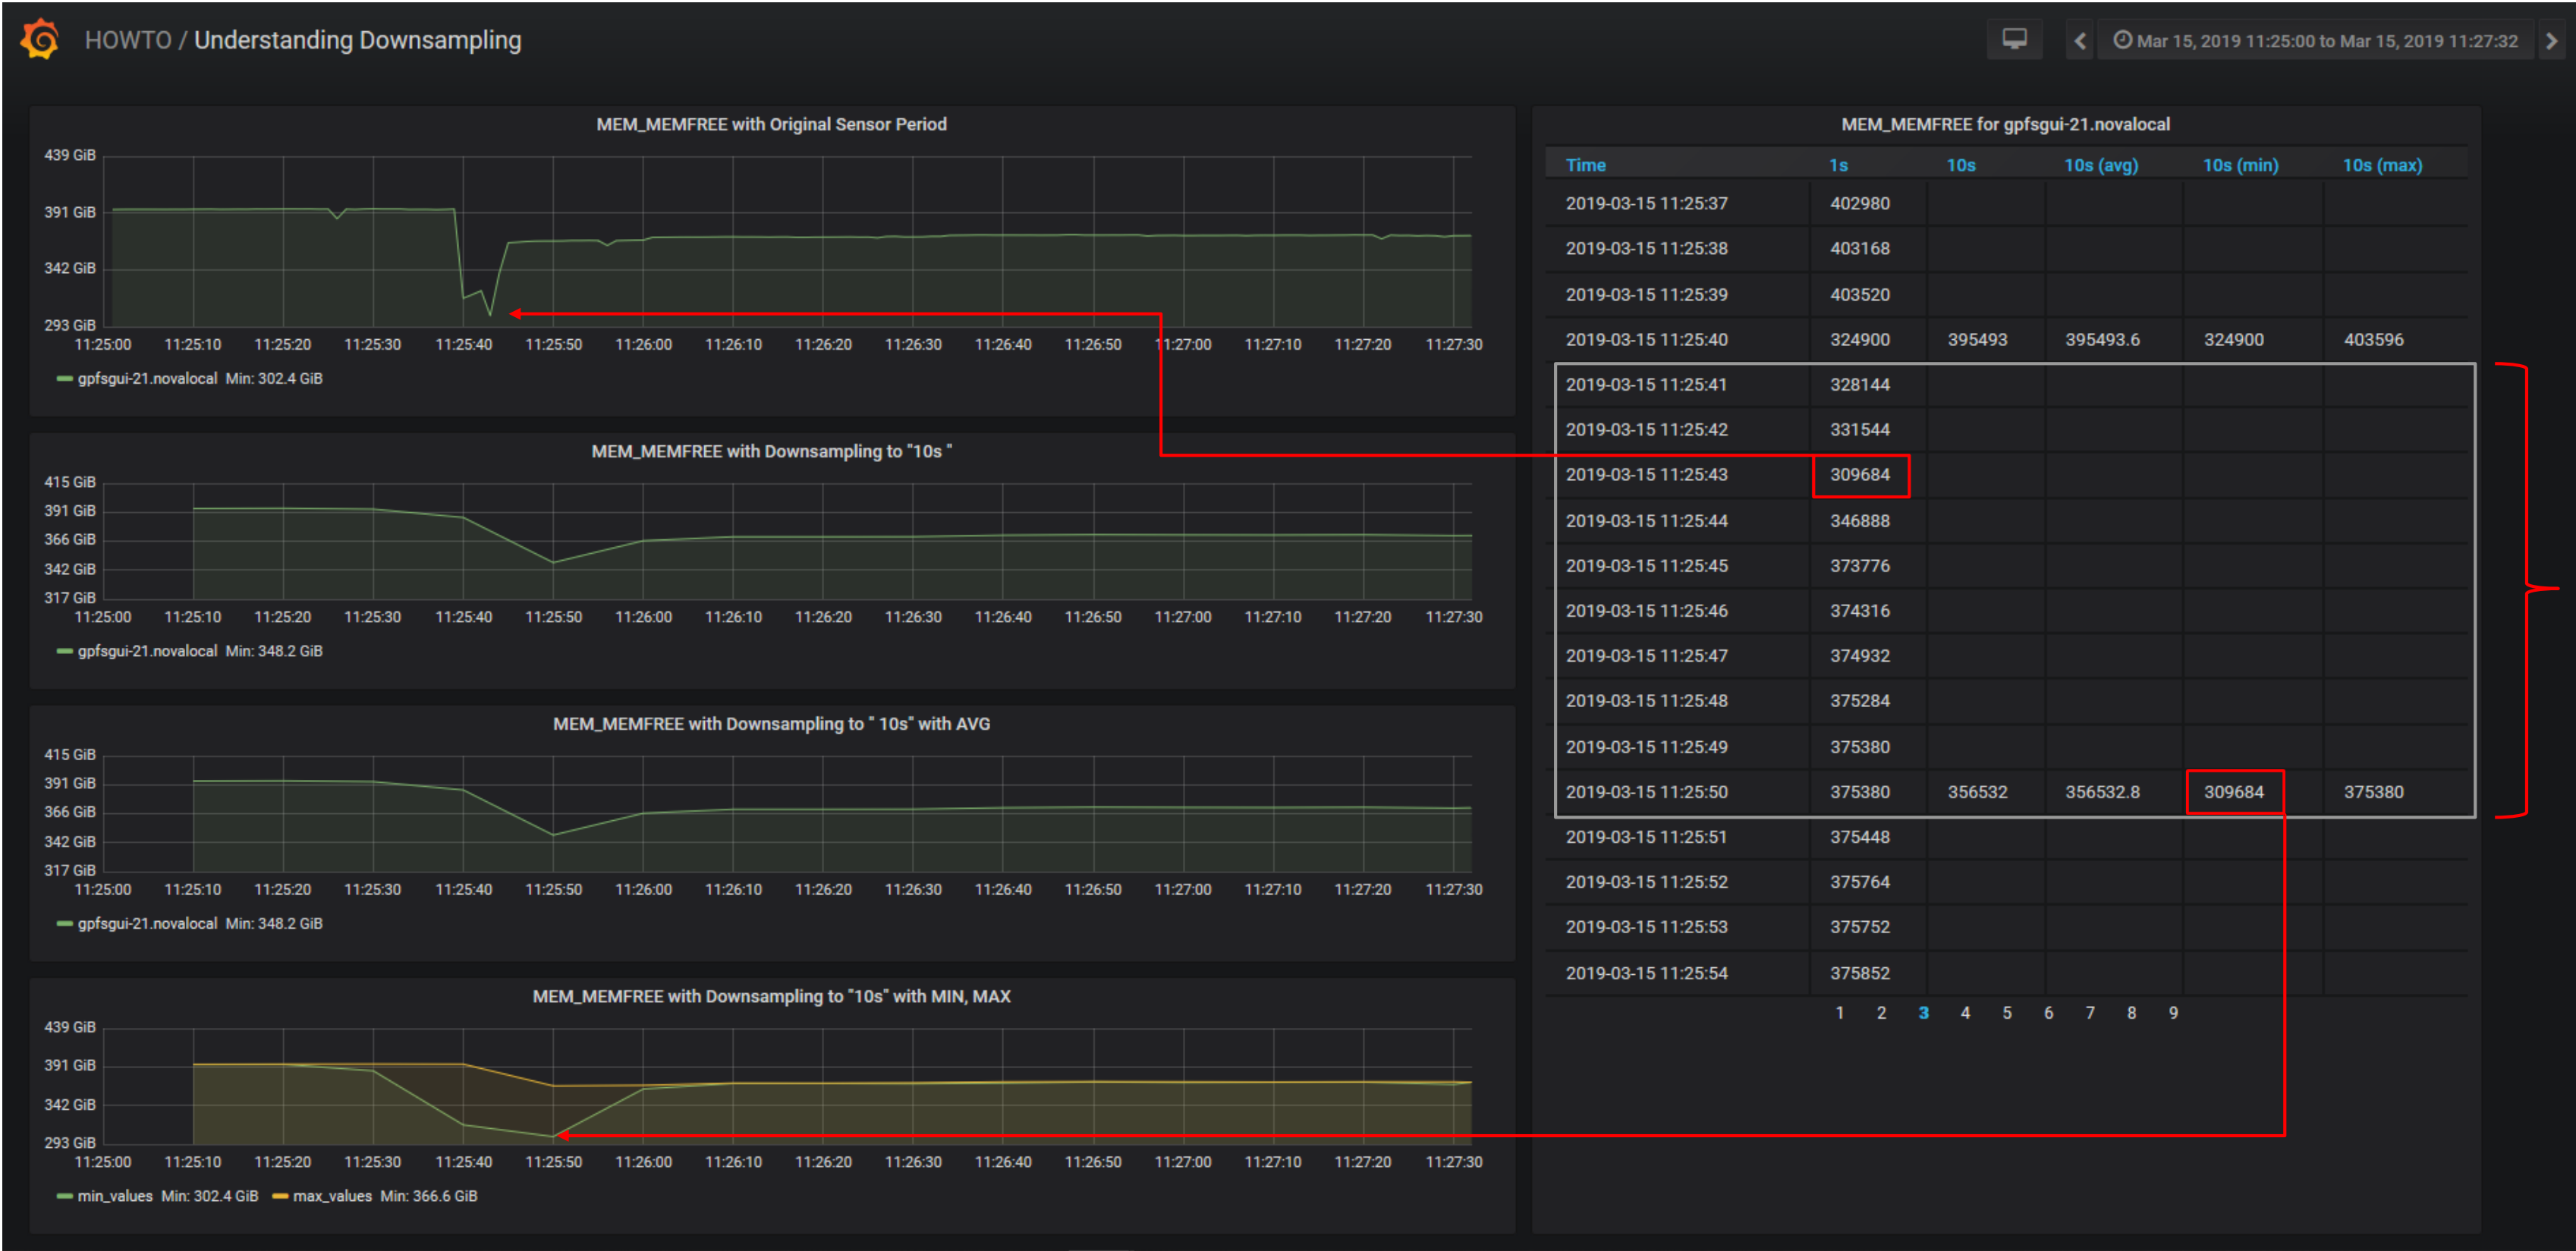 HOWTO / Understanding Downsampling
Mar 15, 2019 11:25:00 to Mar 15, 2019 11:27:32
MEM_MEMFREE with Original Sensor Period
439 GiB
391 GiB
342 GiB
293 GiB
11:25:00 11:25:10 11:25:20 11:25:30 11:25:40 11:25:50 11:26:00 11:26:10 11:26:20 11:26:30 11:26:40 11:26:50 11:27:00 11:27:10 11:27:20 11:27:30
gpfsgui-21.novalocal Min: 302.4 GiB
MEM_MEMFREE with Downsampling to "10s "
415 GiB
391 GiB
366 GiB
342 GiB
317 GiB
11:25:00 11:25:10 11:25:20 11:25:30 11:25:40 11:25:50 11:26:00 11:26:10 11:26:20 11:26:30 11:26:40 11:26:50 11:27:00 11:27:10 11:27:20 11:27:30
gpfsgui-21.novalocal Min: 348.2 GiB
MEM_MEMFREE with Downsampling to " 10s" with AVG
415 GiB
391 GiB
366 GiB
342 GiB
317 GiB
11:25:00 11:25:10 11:25:20 11:25:30 11:25:40 11:25:50 11:26:00 11:26:10 11:26:20 11:26:30 11:26:40 11:26:50 11:27:00 11:27:10 11:27:20 11:27:30
gpfsgui-21.novalocal Min: 348.2 GiB
MEM_MEMFREE with Downsampling to "10s" with MIN, MAX
439 GiB
391 GiB
342 GiB
293 GiB
11:25:00 11:25:10 11:25:20 11:25:30 11:25:40 11:25:50 11:26:00 11:26:10 11:26:20 11:26:30 11:26:40 11:26:50 11:27:00 11:27:10 11:27:20 11:27:30
min_values Min: 302.4 GiB max_values Min: 366.6 GiB
MEM_MEMFREE for gpfsgui-21.novalocal
Time 1s 10s 10s (avg) 10s (min) 10s (max)
2019-03-15 11:25:37 402980
2019-03-15 11:25:38 403168
2019-03-15 11:25:39 403520
2019-03-15 11:25:40 324900 395493 395493.6 324900 403596
2019-03-15 11:25:41 328144
2019-03-15 11:25:42 331544
2019-03-15 11:25:43 309684
2019-03-15 11:25:44 346888
2019-03-15 11:25:45 373776
2019-03-15 11:25:46 374316
2019-03-15 11:25:47 374932
2019-03-15 11:25:48 375284
2019-03-15 11:25:49 375380
2019-03-15 11:25:50 375380 356532 356532.8 309684 375380
2019-03-15 11:25:51 375448
2019-03-15 11:25:52 375764
2019-03-15 11:25:53 375752
2019-03-15 11:25:54 375852
1 2 3 4 5 6 7 8 9